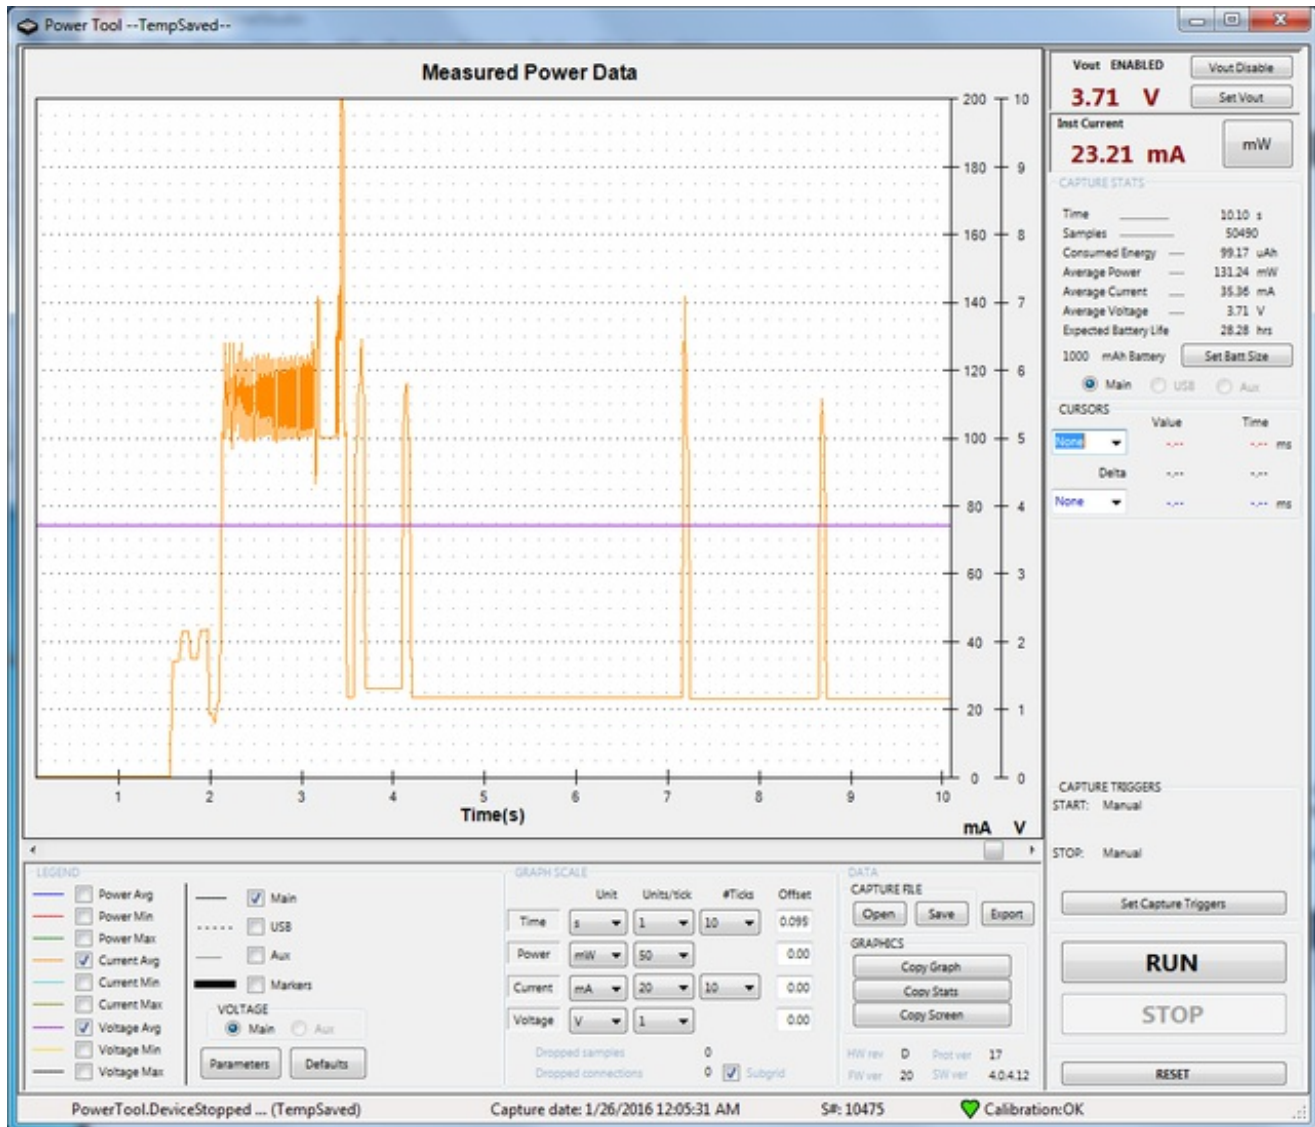 Power Tool --TempSaved--
Measured Power Data
200 10
180 9
160 8
140 7
120 6
100 5
80 4
60 3
40 2
20 1
0 0
1 2 3 4 5 6 7 8 9 10
Time(s)
mA V
Vout ENABLED Vout Disable
3.71 V Set Vout
Inst Current
23.21 mA mW
CAPTURE STATS
Time 10.10 s
Samples 50490
Consumed Energy 99.17 uAh
Average Power 131.24 mW
Average Current 35.36 mA
Average Voltage 3.71 V
Expected Battery Life 28.28 hrs
1000 mAh Battery Set Batt Size
Main USB Aux
CURSORS
Value Time
None -.-- -.-- ms
Delta -.-- -.--
None -.-- -.-- ms
CAPTURE TRIGGERS
START: Manual
STOP: Manual
Set Capture Triggers
RUN
STOP
RESET
LEGEND
Power Avg
Power Min
Power Max
Current Avg
Current Min
Current Max
Voltage Avg
Voltage Min
Voltage Max
Main
USB
Aux
Markers
VOLTAGE
Main Aux
Parameters Defaults
GRAPH SCALE
Unit Units/tick #Ticks Offset
Time s 1 10 0.095
Power mW 50 0.00
Current mA 20 10 0.00
Voltage V 1 0.00
Dropped samples 0
Dropped connections 0 Subgrid
DATA
CAPTURE FILE
Open Save Export
GRAPHICS
Copy Graph
Copy Stats
Copy Screen
HW rev D Prot ver 17
FW ver 20 SW ver 4.0.4.12
PowerTool.DeviceStopped ... (TempSaved) Capture date: 1/26/2016 12:05:31 AM S#: 10475 Calibration:OK